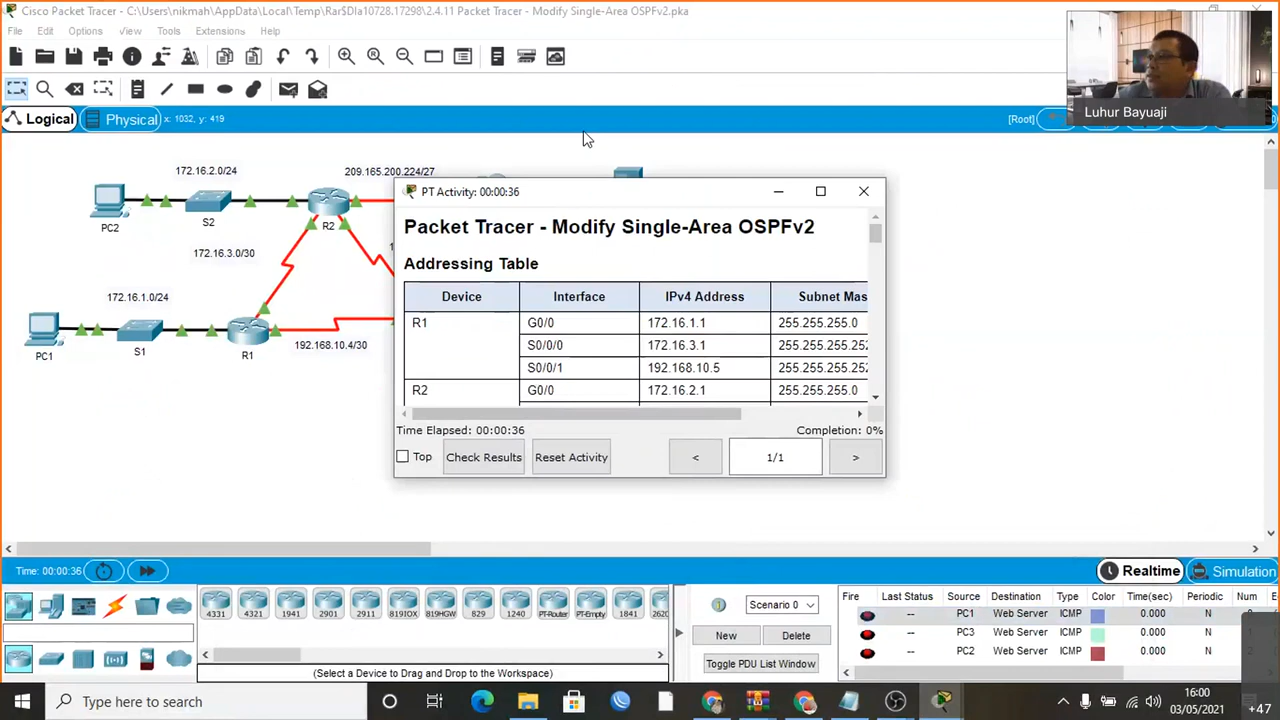 Cisco Packet Tracer - C:\Users\nikmah\AppData\Local\Temp\Rar$DIa10728.17298\2.4.11 Packet Tracer - Modify Single-Area OSPFv2.pka
File Edit Options View Tools Extensions Help
Luhur Bayuaji
Logical Physical x: 1032, y: 419 [Root]
172.16.2.0/24 209.165.200.224/27
PC2 S2 R2
172.16.3.0/30
172.16.1.0/24
PC1 S1 R1 192.168.10.4/30
PT Activity: 00:00:36
Packet Tracer - Modify Single-Area OSPFv2
Addressing Table
Device Interface IPv4 Address Subnet Mas
R1 G0/0 172.16.1.1 255.255.255.0
S0/0/0 172.16.3.1 255.255.255.252
S0/0/1 192.168.10.5 255.255.255.252
R2 G0/0 172.16.2.1 255.255.255.0
Time Elapsed: 00:00:36 Completion: 0%
Top Check Results Reset Activity < 1/1 >
Time: 00:00:36 Realtime Simulation
4331 4321 1941 2901 2911 819IOX 819HGW 829 1240 PT-Router PT-Empty 1841 2620
(Select a Device to Drag and Drop to the Workspace)
Scenario 0
New Delete
Toggle PDU List Window
Fire Last Status Source Destination Type Color Time(sec) Periodic Num
-- PC1 Web Server ICMP 0.000 N
-- PC3 Web Server ICMP 0.000 N
-- PC2 Web Server ICMP 0.000 N
Type here to search
16:00
03/05/2021
+47